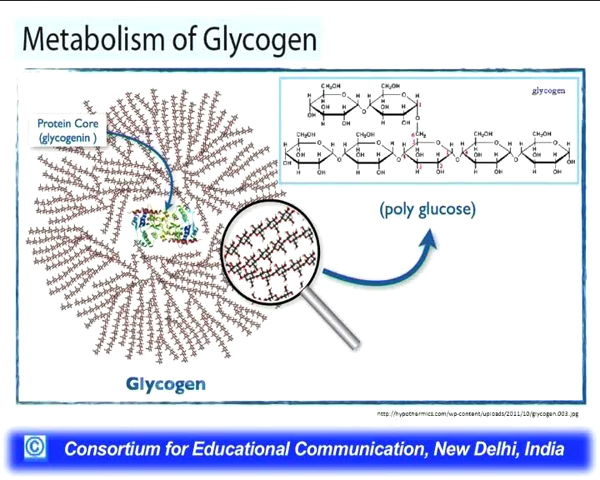 Metabolism of Glycogen
Protein Core
(glycogenin )
glycogen
(poly glucose)
Glycogen
http://hypothermics.com/wp-content/uploads/2011/10/glycogen.003.jpg
© Consortium for Educational Communication, New Delhi, India